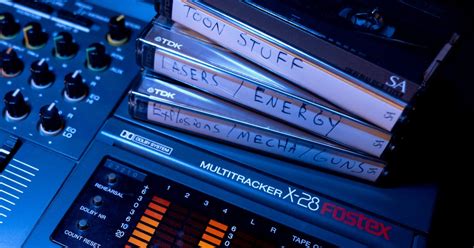 TOON STUFF
SA
TDK
LASERS / ENERGY
TDK
Explosions / MECHA / GUNS
DOLBY SYSTEM
MULTITRACKER X-28 FOSTEX
REHEARSAL
DOLBY NR
COUNT RESET
1 2 3 4 L R
TAPE
EQ